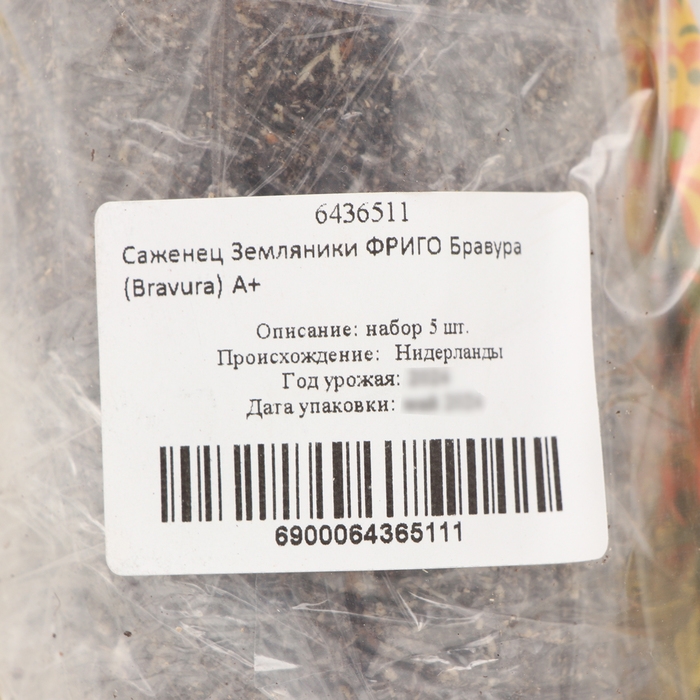 6436511
Саженец Земляники ФРИГО Бравура
(Bravura) А+
Описание: набор 5 шт.
Происхождение: Нидерланды
Год урожая:
Дата упаковки:
6900064365111